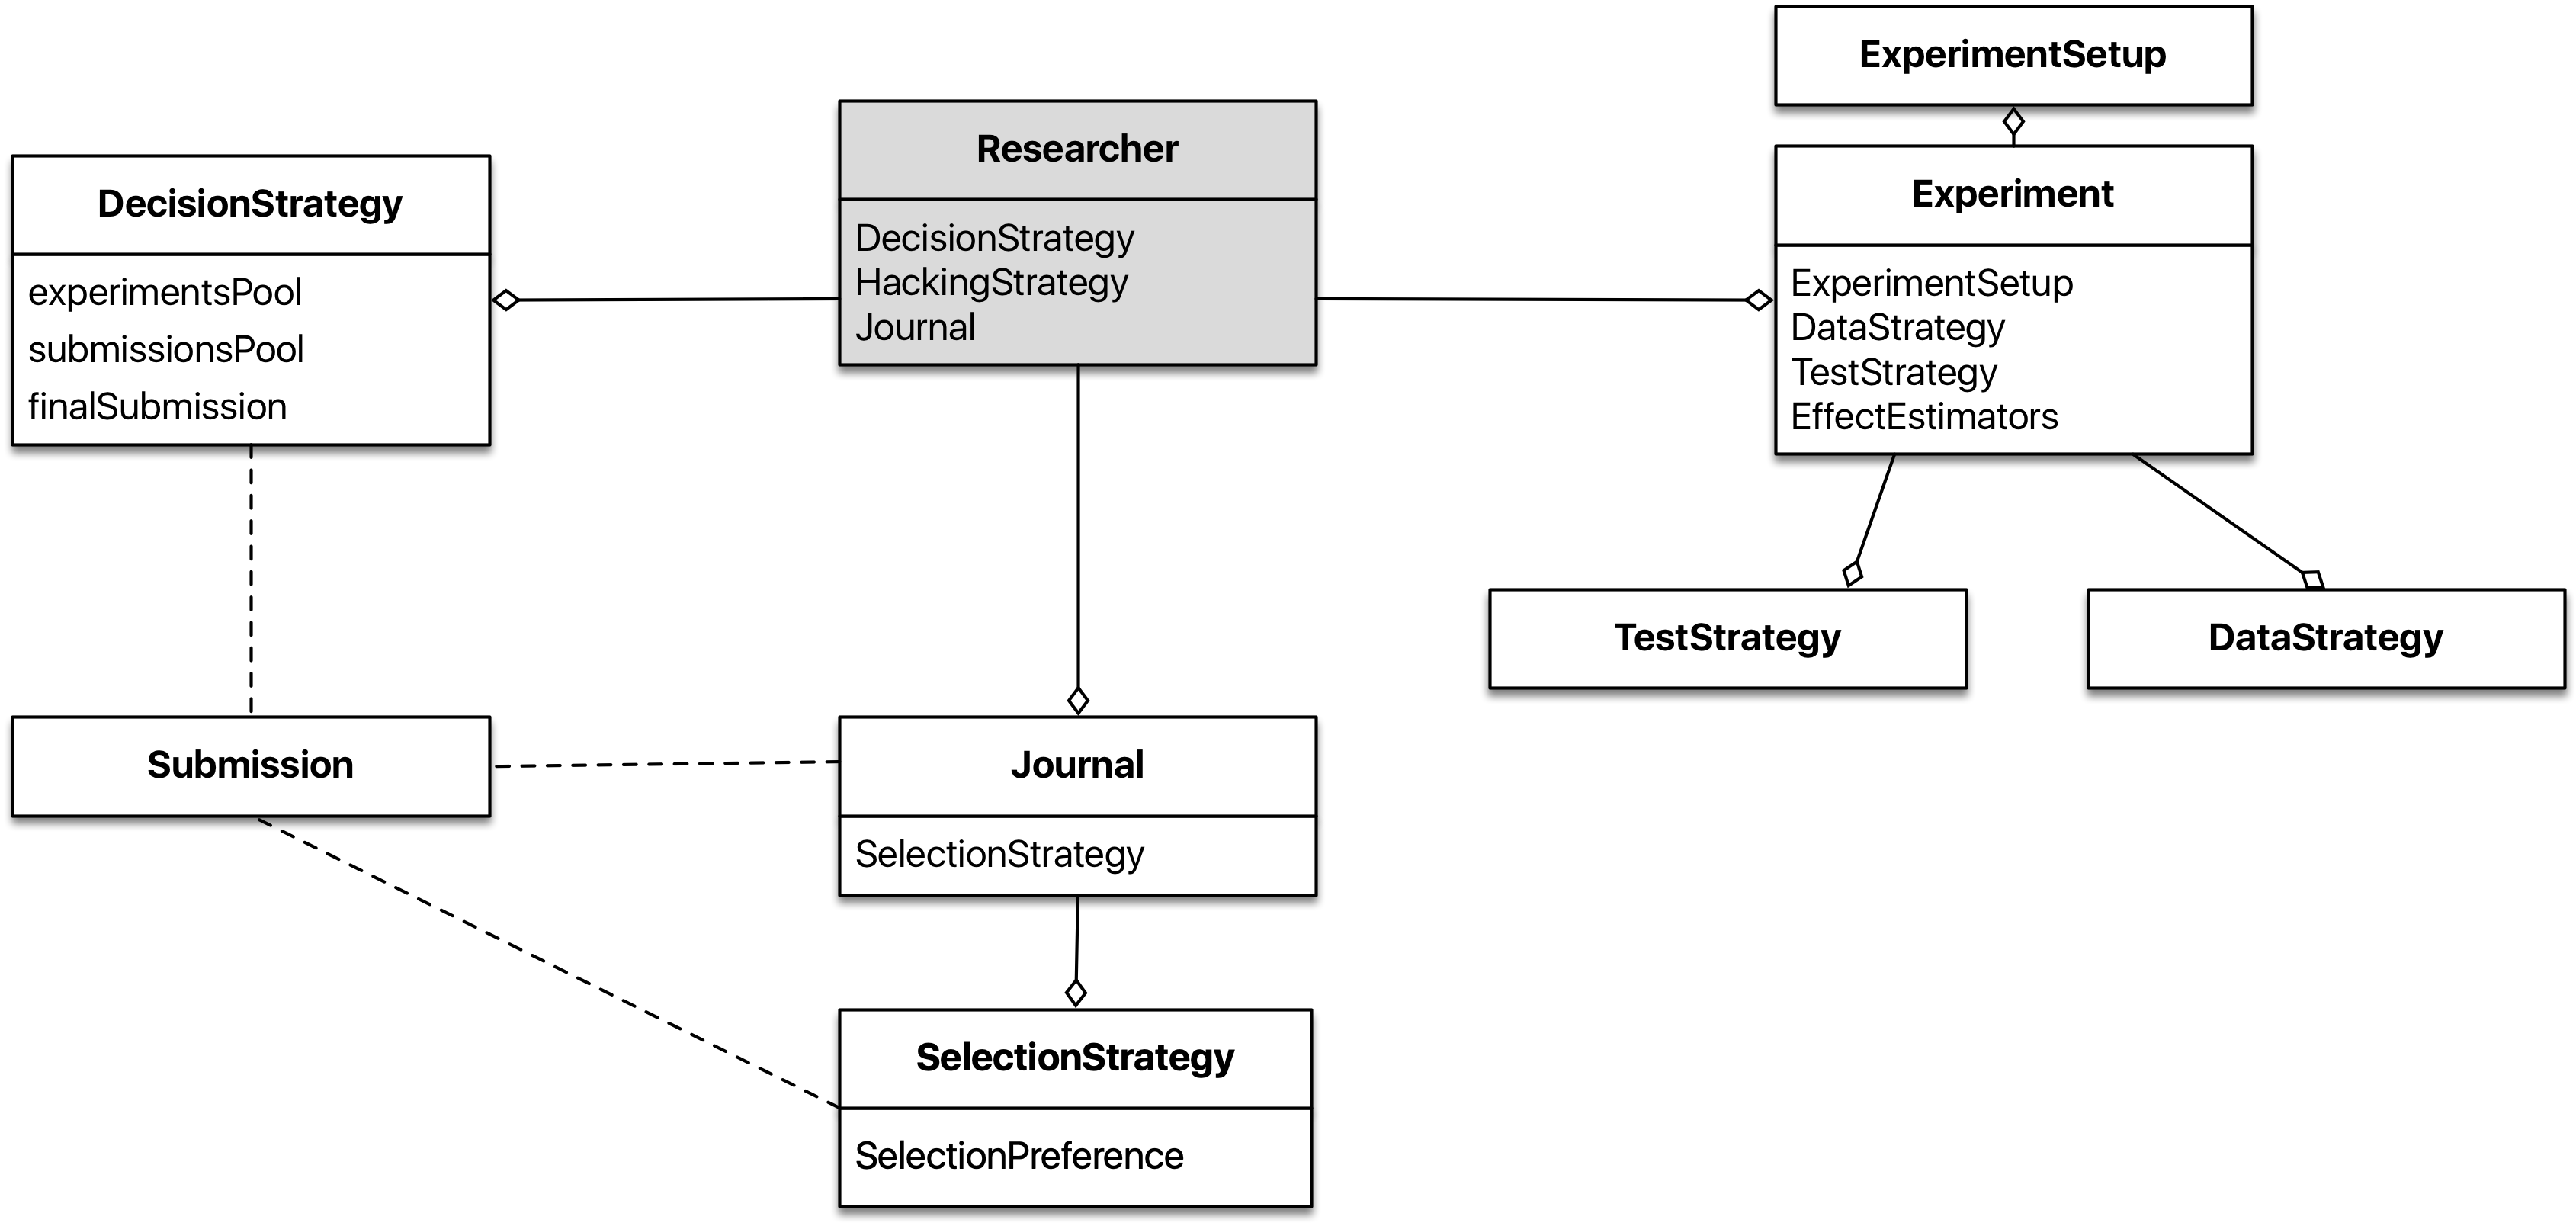 ExperimentSetup
Researcher
DecisionStrategy
HackingStrategy
Journal
Experiment
ExperimentSetup
DataStrategy
TestStrategy
EffectEstimators
DecisionStrategy
experimentsPool
submissionsPool
finalSubmission
TestStrategy
DataStrategy
Submission
Journal
SelectionStrategy
SelectionStrategy
SelectionPreference